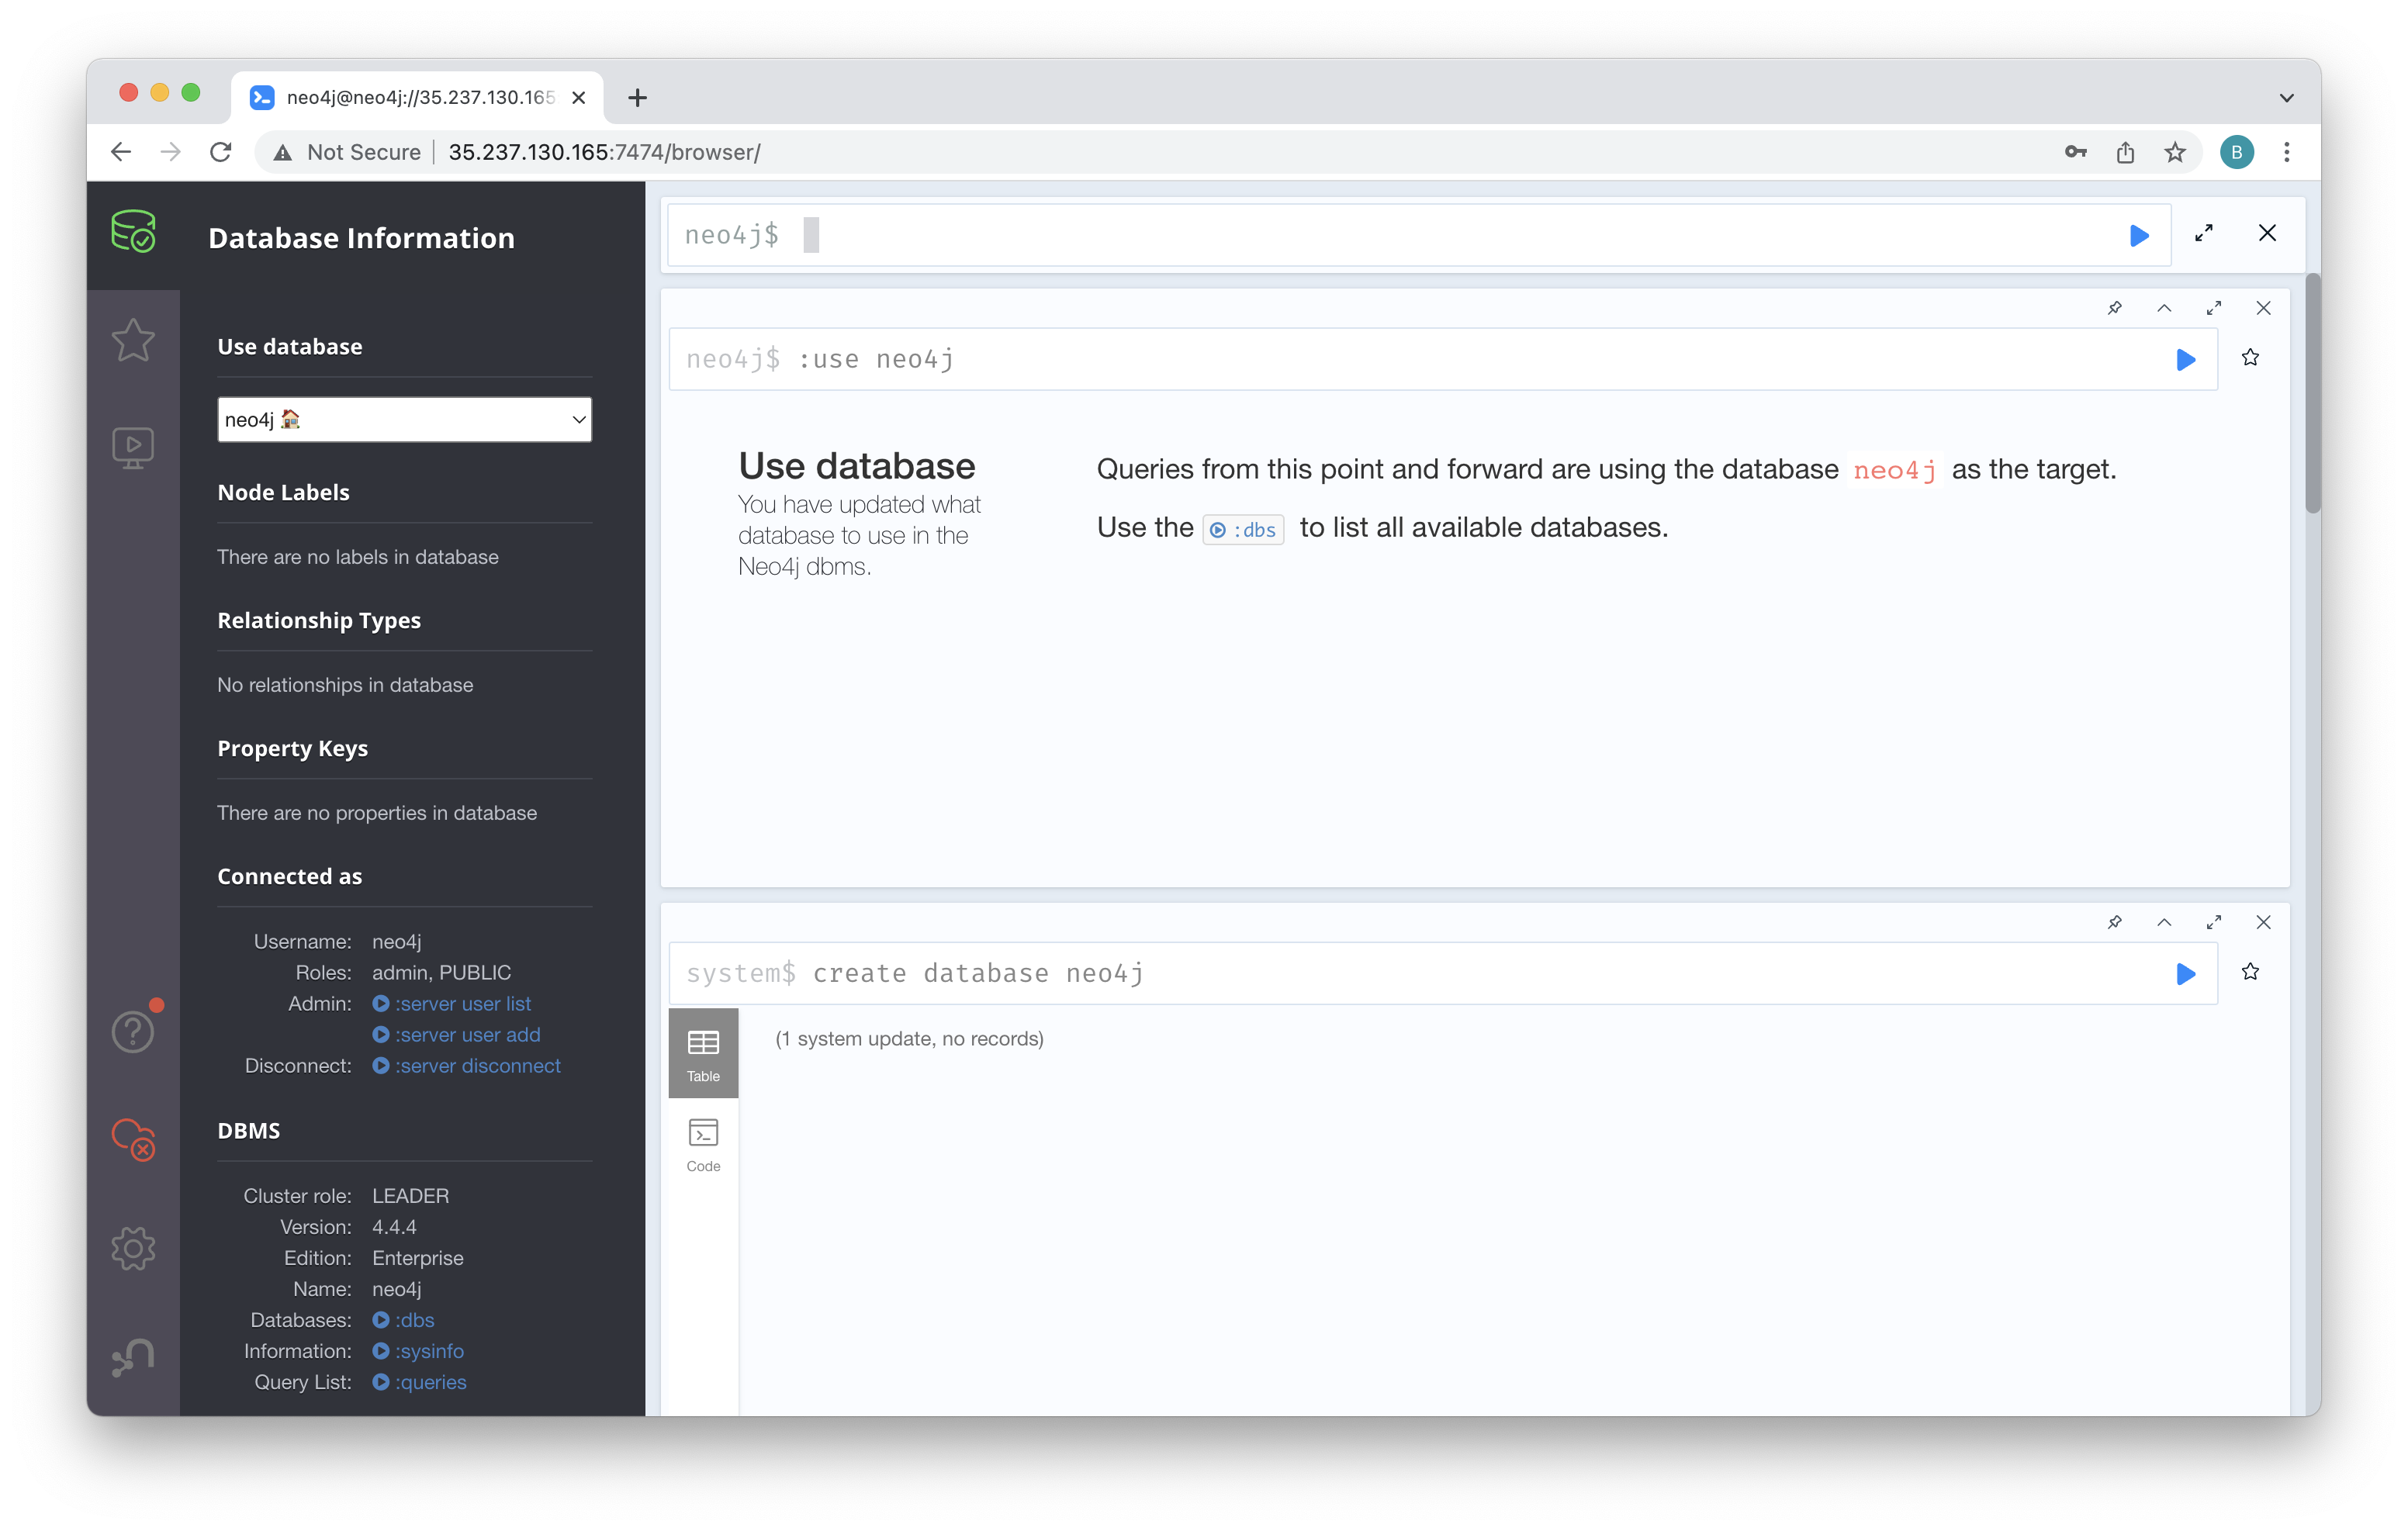 neo4j@neo4j://35.237.130.165
Not Secure
35.237.130.165:7474/browser/
B
Database Information
Use database
neo4j 🏠
Node Labels
There are no labels in database
Relationship Types
No relationships in database
Property Keys
There are no properties in database
Connected as
Username: neo4j
Roles: admin, PUBLIC
Admin: :server user list
:server user add
Disconnect: :server disconnect
DBMS
Cluster role: LEADER
Version: 4.4.4
Edition: Enterprise
Name: neo4j
Databases: :dbs
Information: :sysinfo
Query List: :queries
neo4j$
neo4j$ :use neo4j
Use database
You have updated what
database to use in the
Neo4j dbms.
Queries from this point and forward are using the database neo4j as the target.
Use the :dbs to list all available databases.
system$ create database neo4j
Table
(1 system update, no records)
Code